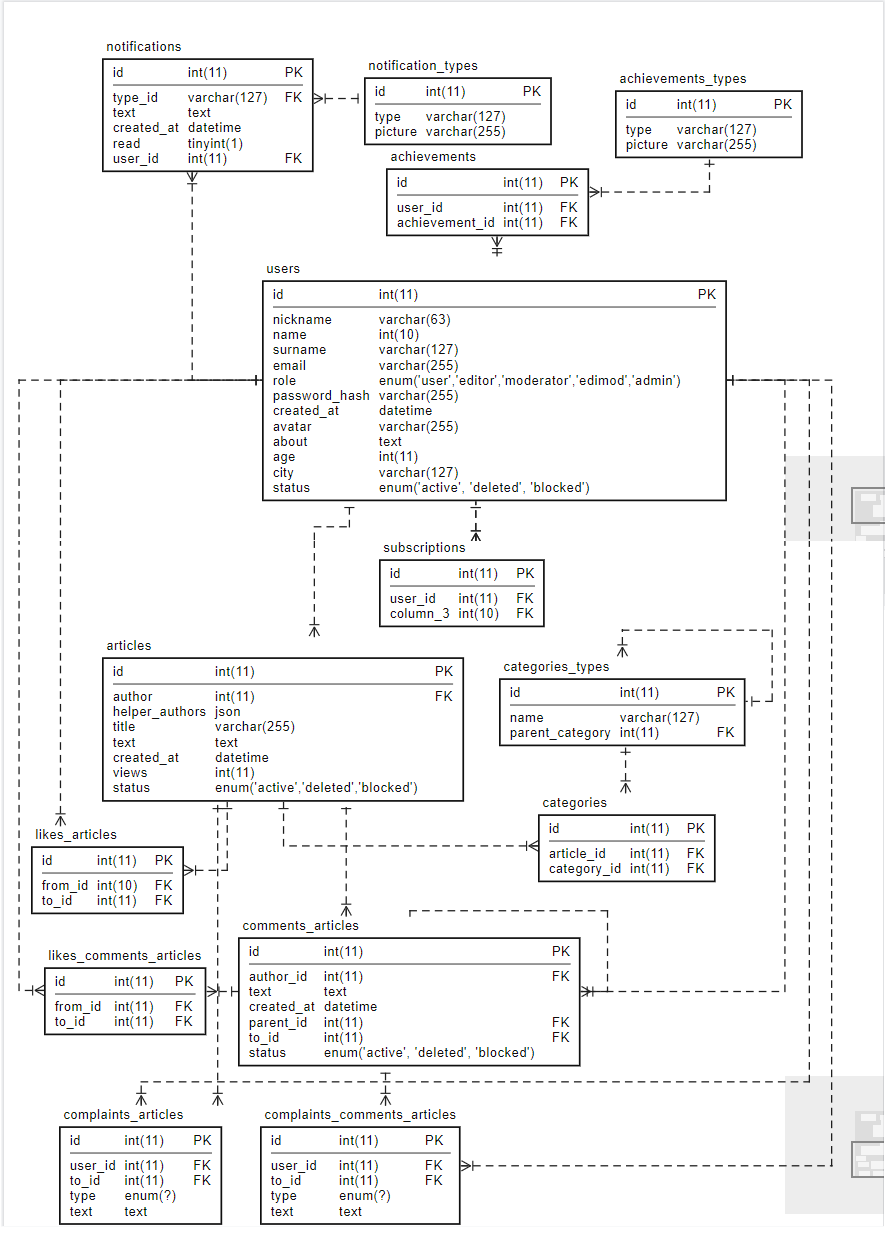 notifications
id int(11) PK
type_id varchar(127) FK
text text
created_at datetime
read tinyint(1)
user_id int(11) FK
notification_types
id int(11) PK
type varchar(127)
picture varchar(255)
achievements_types
id int(11) PK
type varchar(127)
picture varchar(255)
achievements
id int(11) PK
user_id int(11) FK
achievement_id int(11) FK
users
id int(11) PK
nickname varchar(63)
name int(10)
surname varchar(127)
email varchar(255)
role enum('user','editor','moderator','edimod','admin')
password_hash varchar(255)
created_at datetime
avatar varchar(255)
about text
age int(11)
city varchar(127)
status enum('active', 'deleted', 'blocked')
subscriptions
id int(11) PK
user_id int(11) FK
column_3 int(10) FK
articles
id int(11) PK
author int(11) FK
helper_authors json
title varchar(255)
text text
created_at datetime
views int(11)
status enum('active','deleted','blocked')
categories_types
id int(11) PK
name varchar(127)
parent_category int(11) FK
categories
id int(11) PK
article_id int(11) FK
category_id int(11) FK
likes_articles
id int(11) PK
from_id int(10) FK
to_id int(11) FK
comments_articles
id int(11) PK
author_id int(11) FK
text text
created_at datetime
parent_id int(11) FK
to_id int(11) FK
status enum('active', 'deleted', 'blocked')
likes_comments_articles
id int(11) PK
from_id int(11) FK
to_id int(11) FK
complaints_articles
id int(11) PK
user_id int(11) FK
to_id int(11) FK
type enum(?)
text text
complaints_comments_articles
id int(11) PK
user_id int(11) FK
to_id int(11) FK
type enum(?)
text text